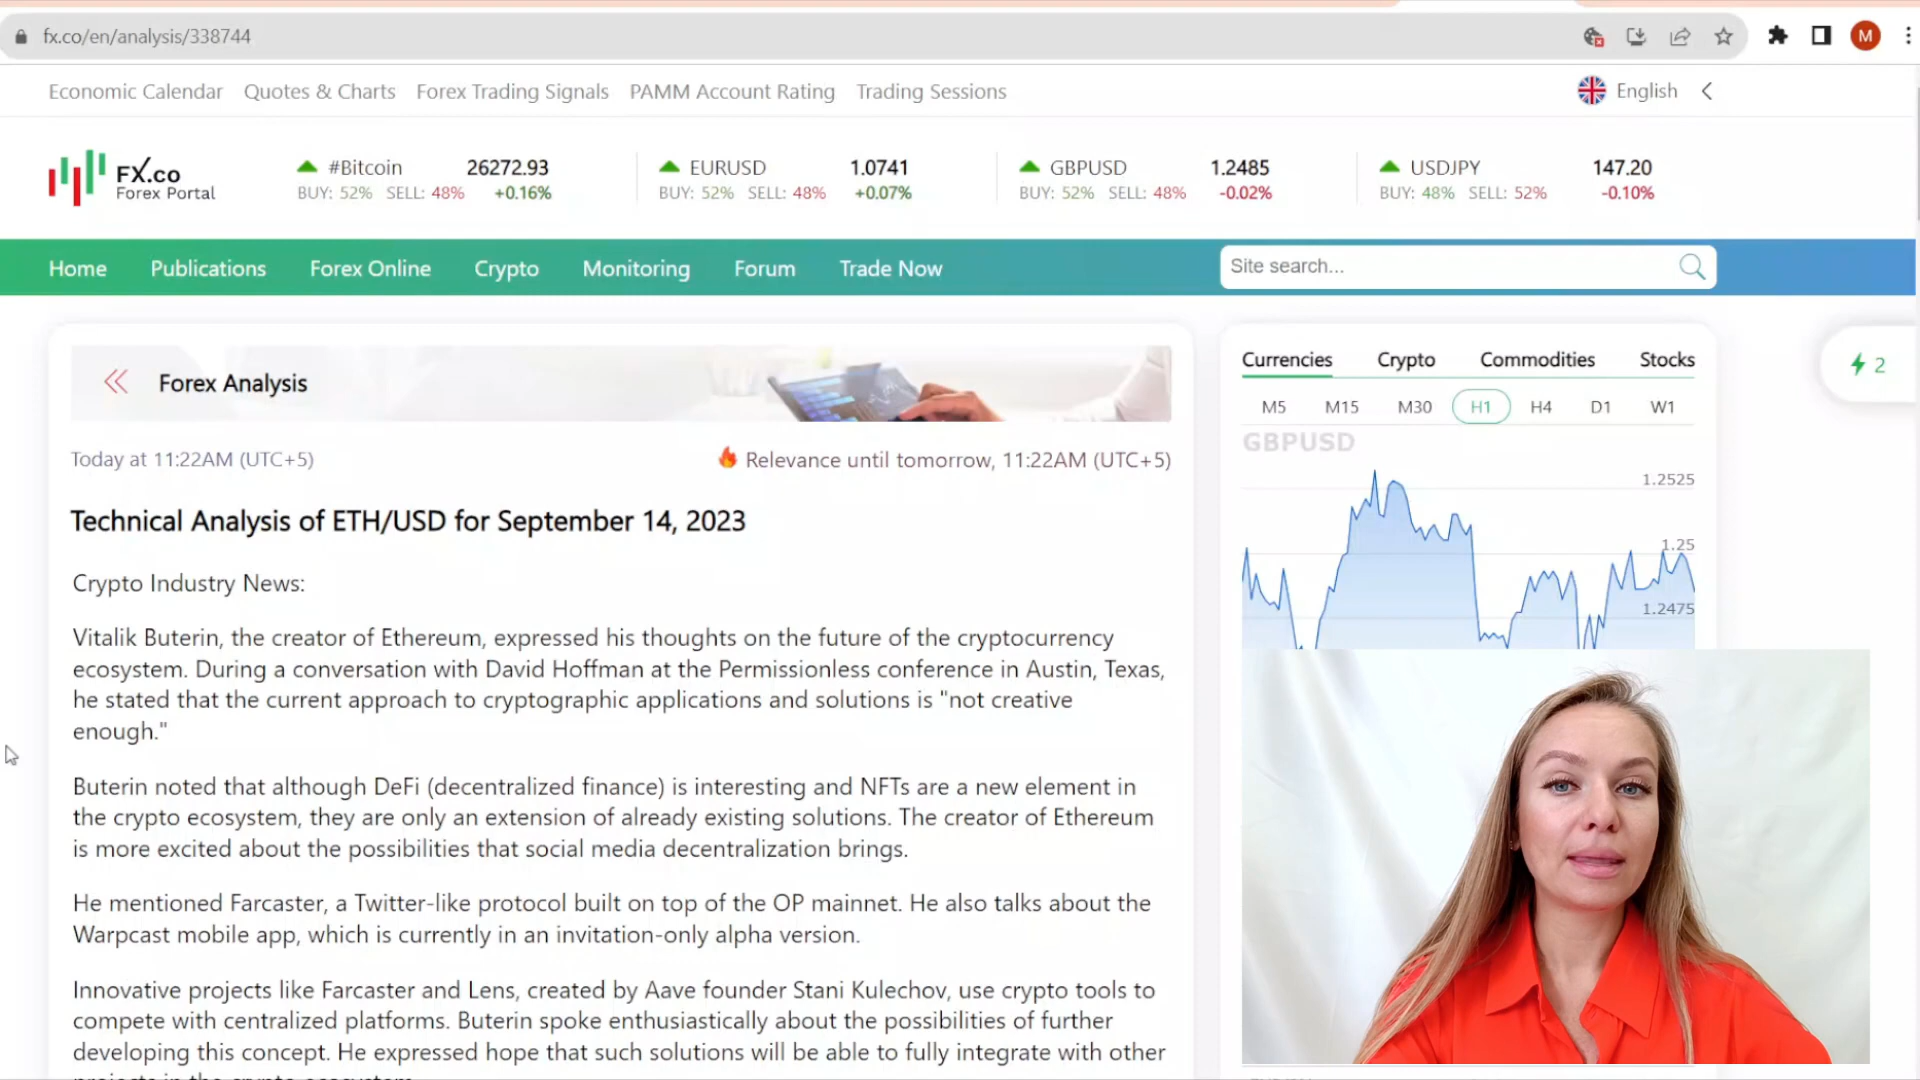 fx.co/en/analysis/338744
M
Economic Calendar Quotes & Charts Forex Trading Signals PAMM Account Rating Trading Sessions English
FX.co
Forex Portal
#Bitcoin 26272.93
BUY: 52% SELL: 48% +0.16%
EURUSD 1.0741
BUY: 52% SELL: 48% +0.07%
GBPUSD 1.2485
BUY: 52% SELL: 48% -0.02%
USDJPY 147.20
BUY: 48% SELL: 52% -0.10%
Home Publications Forex Online Crypto Monitoring Forum Trade Now Site search...
Forex Analysis
Today at 11:22AM (UTC+5) Relevance until tomorrow, 11:22AM (UTC+5)
Technical Analysis of ETH/USD for September 14, 2023
Crypto Industry News:
Vitalik Buterin, the creator of Ethereum, expressed his thoughts on the future of the cryptocurrency
ecosystem. During a conversation with David Hoffman at the Permissionless conference in Austin, Texas,
he stated that the current approach to cryptographic applications and solutions is "not creative
enough."
Buterin noted that although DeFi (decentralized finance) is interesting and NFTs are a new element in
the crypto ecosystem, they are only an extension of already existing solutions. The creator of Ethereum
is more excited about the possibilities that social media decentralization brings.
He mentioned Farcaster, a Twitter-like protocol built on top of the OP mainnet. He also talks about the
Warpcast mobile app, which is currently in an invitation-only alpha version.
Innovative projects like Farcaster and Lens, created by Aave founder Stani Kulechov, use crypto tools to
compete with centralized platforms. Buterin spoke enthusiastically about the possibilities of further
developing this concept. He expressed hope that such solutions will be able to fully integrate with other
Currencies Crypto Commodities Stocks
M5 M15 M30 H1 H4 D1 W1
GBPUSD
1.2525
1.25
1.2475
2